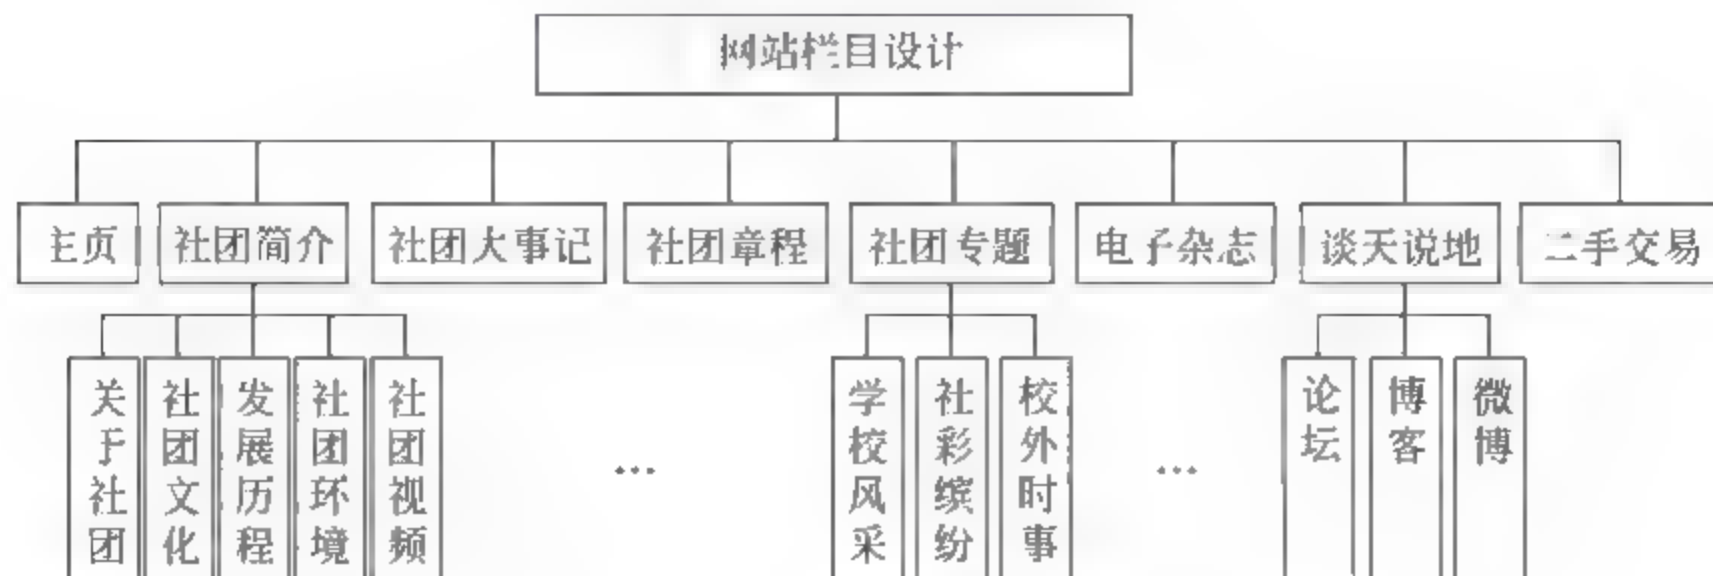 网站栏目设计
主页
社团简介
社团大事记
社团章程
社团专题
电子杂志
谈天说地
二手交易
关于社团
社团文化
发展历程
社团环境
社团视频
…
学校风采
社彩缤纷
校外时事
…
论坛
博客
微博